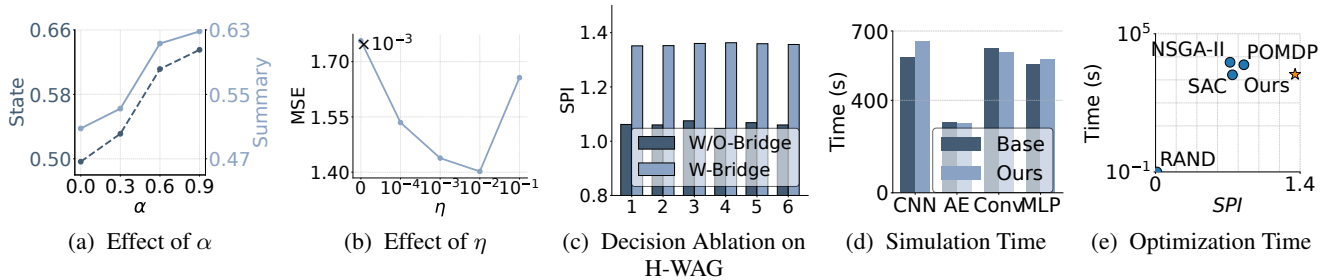 0.66
0.58
0.50
State
0.63
0.55
0.47
Summary
0.0 0.3 0.6 0.9
α
(a) Effect of α
×10⁻³
1.70
1.55
1.40
MSE
0 10⁻⁴ 10⁻³ 10⁻² 10⁻¹
η
(b) Effect of η
1.4
1.2
1.0
0.8
SPI
W/O-Bridge
W-Bridge
1 2 3 4 5 6
(c) Decision Ablation on
H-WAG
700
400
0
Time (s)
Base
Ours
CNN AE Conv MLP
(d) Simulation Time
10⁵
10⁻¹
Time (s)
NSGA-II
POMDP
SAC
Ours
RAND
0 1.4
SPI
(e) Optimization Time